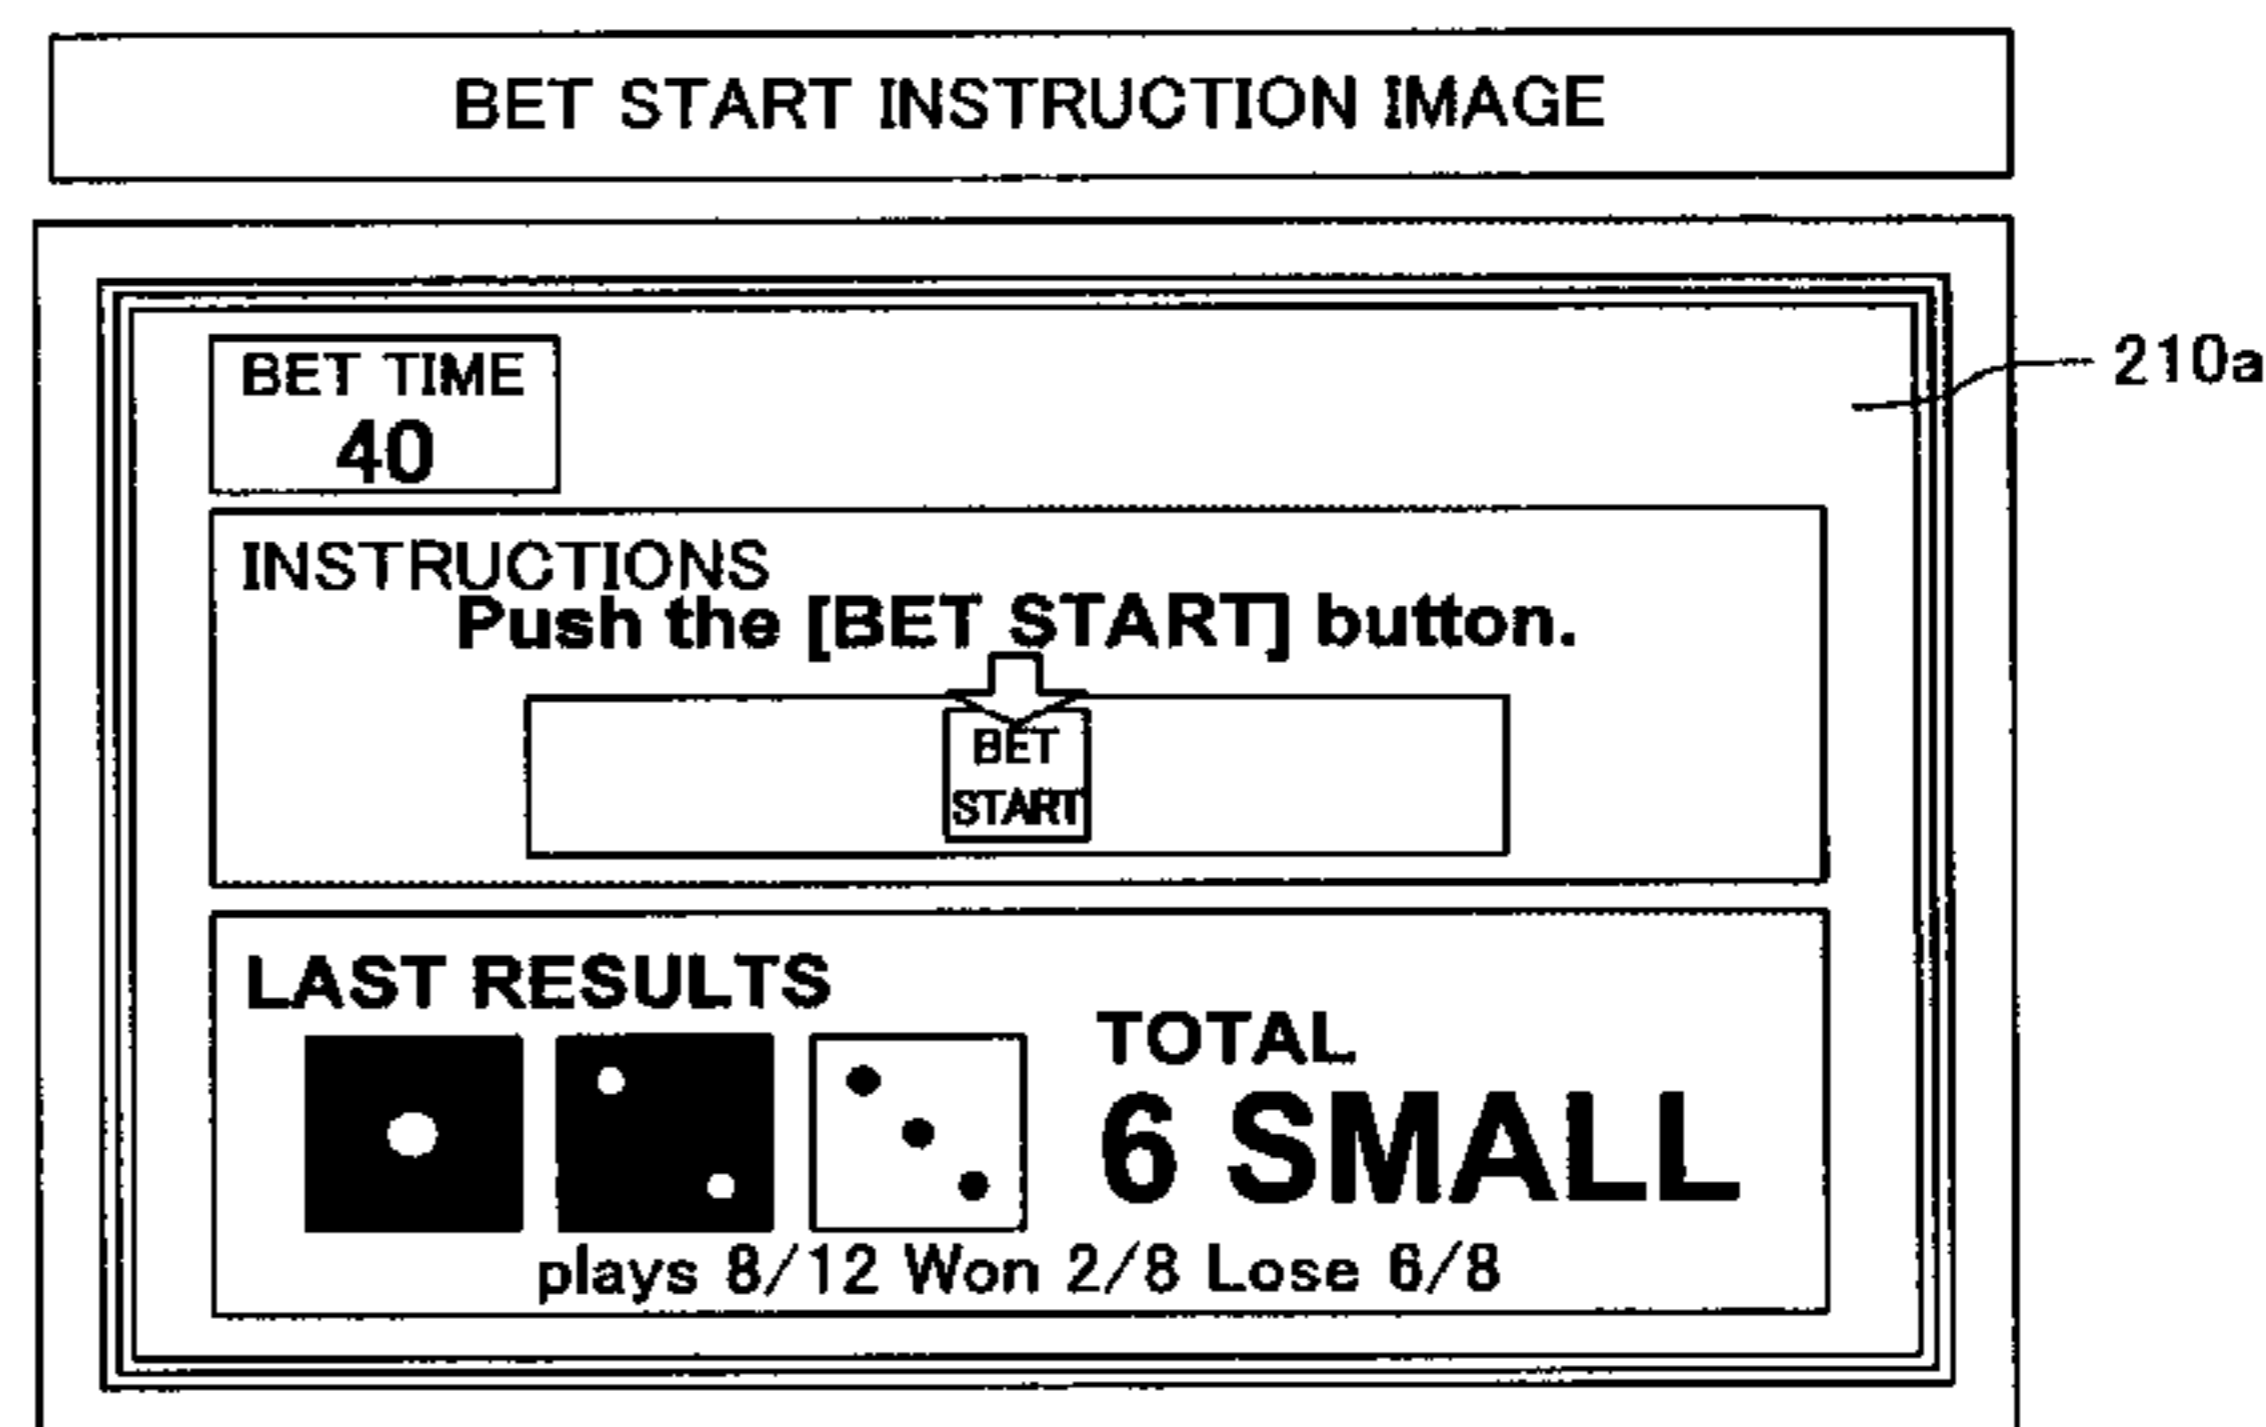 BET START INSTRUCTION IMAGE
210a
BET TIME
40
INSTRUCTIONS
Push the [BET START] button.
BET
START
LAST RESULTS
TOTAL
6 SMALL
plays 8/12 Won 2/8 Lose 6/8